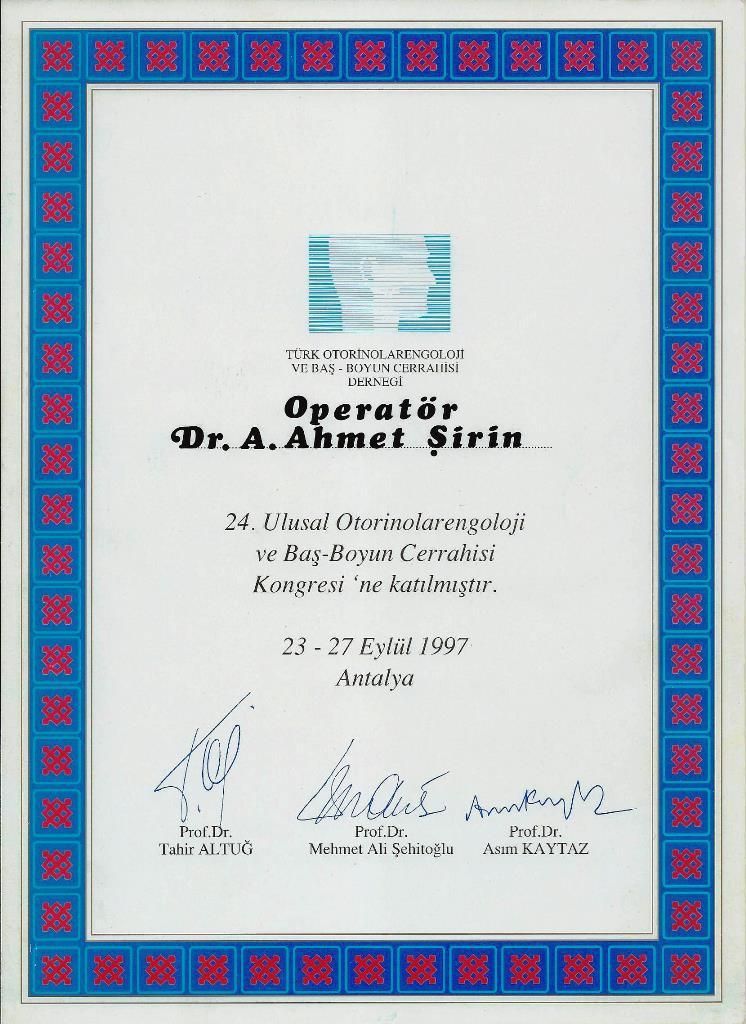 TÜRK OTORİNOLARENGOLOJİ
VE BAŞ - BOYUN CERRAHİSİ
DERNEGİ
Operatör
Dr. A. Ahmet Şirin
24. Ulusal Otorinolarengoloji
ve Baş-Boyun Cerrahisi
Kongresi ‘ne katılmıştır.
23 - 27 Eylül 1997
Antalya
Prof.Dr. Prof.Dr. Prof.Dr.
Tahir ALTUĞ Mehmet Ali Şehitoğlu Asım KAYTAZ